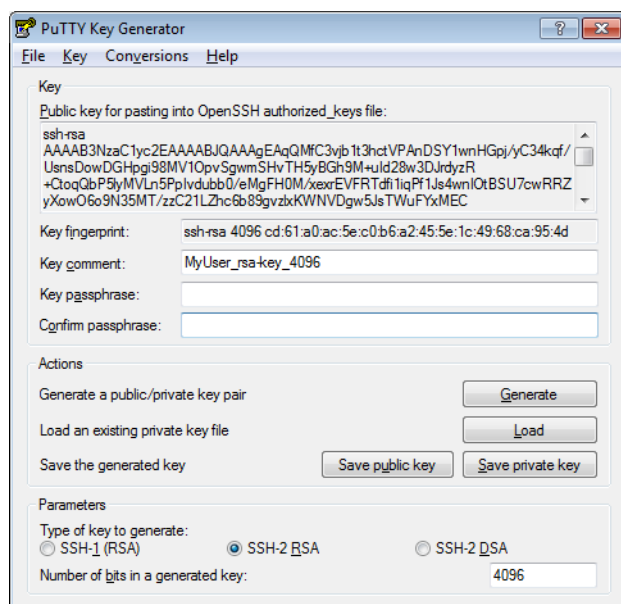 PuTTY Key Generator
File Key Conversions Help
Key
Public key for pasting into OpenSSH authorized_keys file:
ssh-rsa
AAAAB3NzaC1yc2EAAAABJQAAAgEAqQMfC3vjb1t3hctVPAnDSY1wnHGpj/yC34kqf/
UsnsDowDGHpgi98MV1OpvSgwmSHvTH5yBGh9M+uId28w3DJrdyzR
+CtoqQbP5lyMVLn5PpIvdubb0/eMgFH0M/xexrEVFRTdfi1iqPf1Js4wnIOtBSU7cwRRZ
yXowO6o9N35MT/zzC21LZhc6b89gvzlxKWNVDgw5JsTWuFYxMEC
Key fingerprint: ssh-rsa 4096 cd:61:a0:ac:5e:c0:b6:a2:45:5e:1c:49:68:ca:95:4d
Key comment: MyUser_rsa-key_4096
Key passphrase:
Confirm passphrase:
Actions
Generate a public/private key pair Generate
Load an existing private key file Load
Save the generated key Save public key Save private key
Parameters
Type of key to generate:
SSH-1 (RSA) SSH-2 RSA SSH-2 DSA
Number of bits in a generated key: 4096